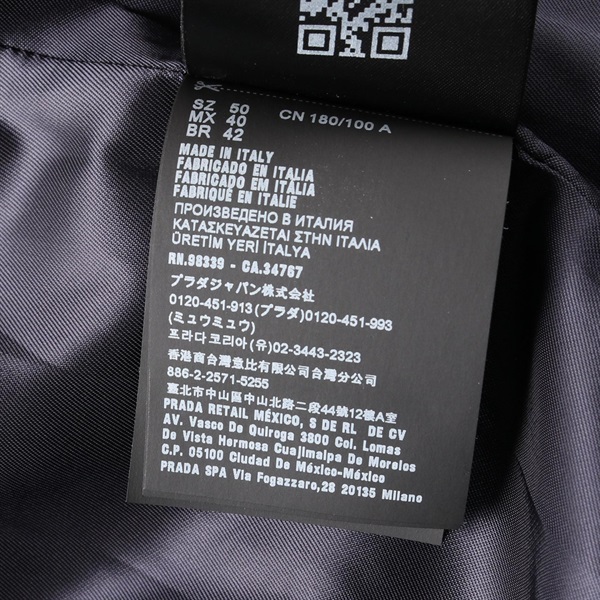 SZ 50
MX 40
BR 42
CN 180/100 A
MADE IN ITALY
FABRICADO EN ITALIA
FABRICADO EM ITALIA
FABRIQUÉ EN ITALIE
ПРОИЗВЕДЕНО В ИТАЛИЯ
ΚΑΤΑΣΚΕΥΑΖΕΤΑΙ ΣΤΗΝ ΙΤΑΛΙΑ
ÜRETİM YERİ İTALYA
RN.98339 - CA.34767
プラダジャパン株式会社
0120-451-913(プラダ)0120-451-993
(ミュウミュウ)
프라다코리아(유)02-3443-2323
香港商台灣意比有限公司台灣分公司
886-2-2571-5255
臺北市中山區中山北路二段44號12樓A室
PRADA RETAIL MÉXICO, S DE RL DE CV
AV. Vasco De Quiroga 3800 Col. Lomas
De Vista Hermosa Cuajimalpa De Morelos
C.P. 05100 Ciudad De México-México
PRADA SPA Via Fogazzaro,28 20135 Milano